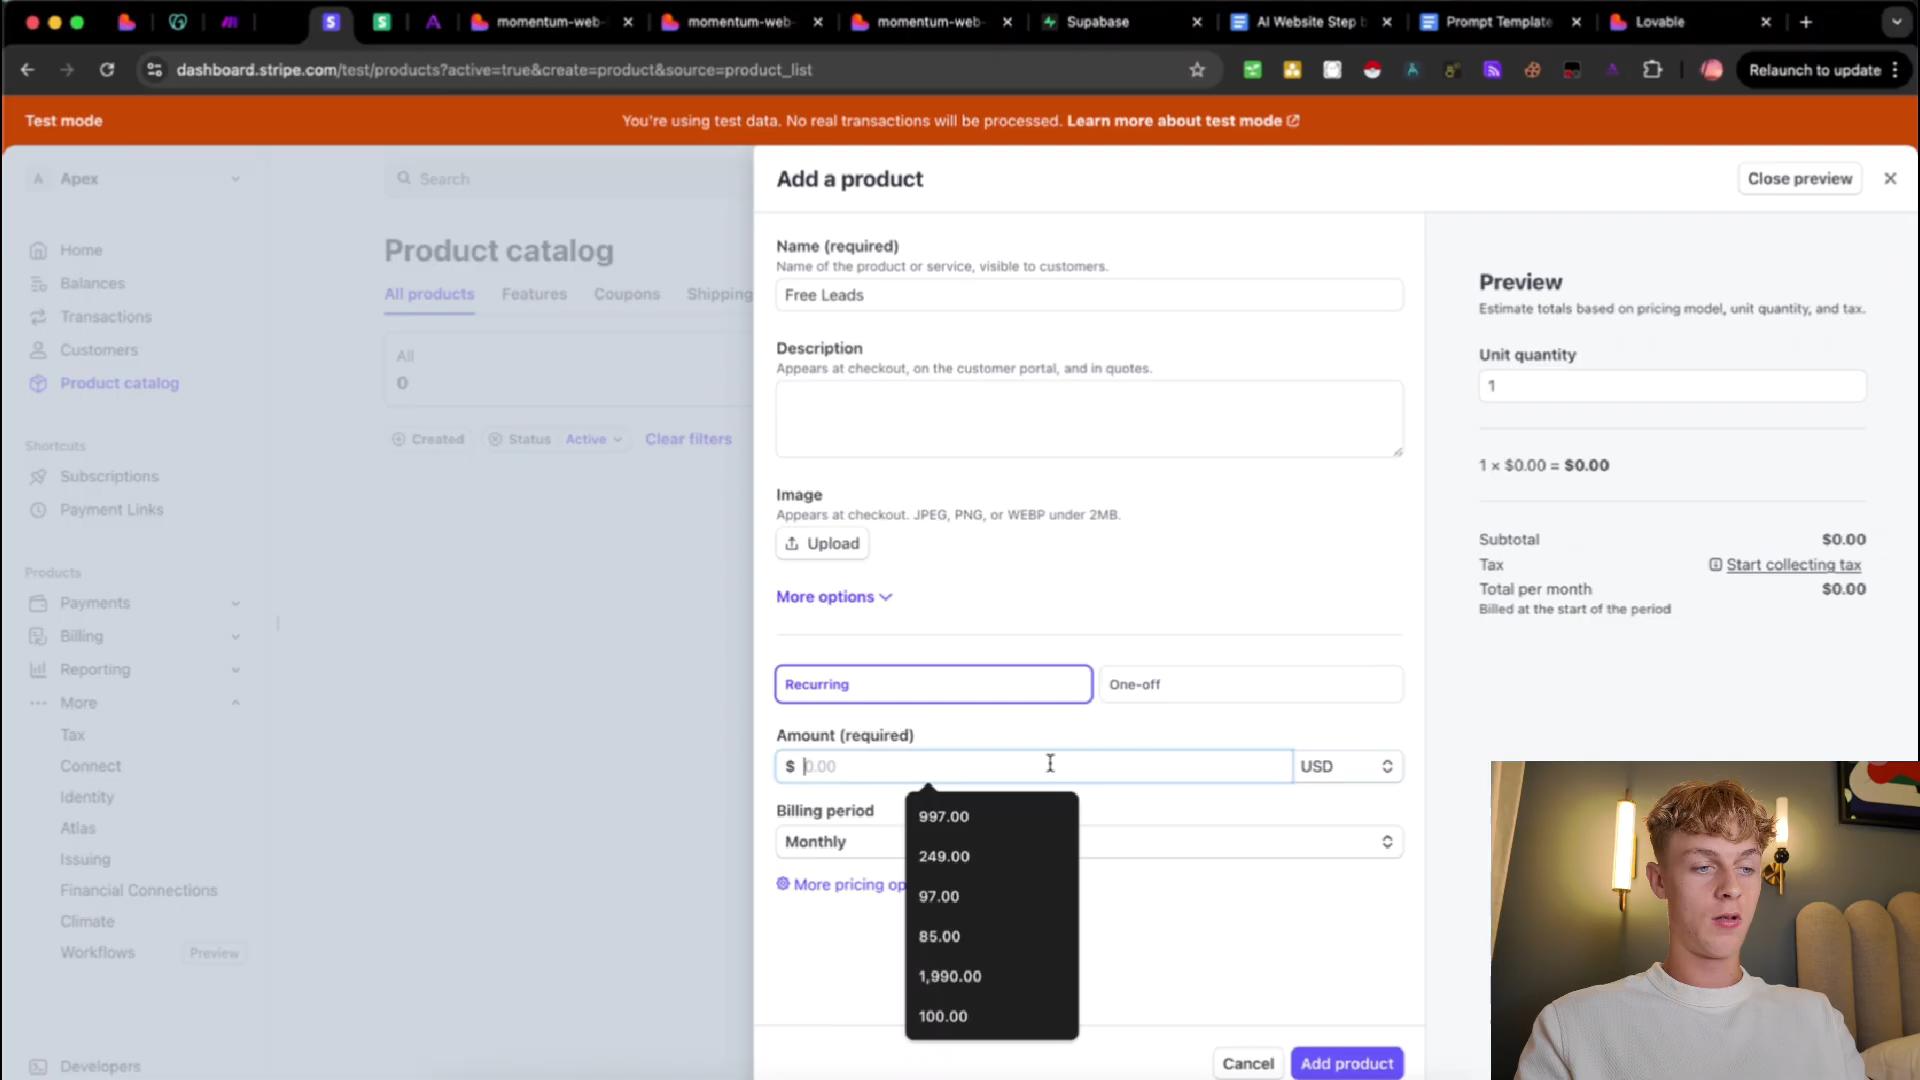 momentum-web-
momentum-web-
momentum-web-
Supabase
AI Website Step b
Prompt Template
Lovable
dashboard.stripe.com/test/products?active=true&create=product&source=product_list
Relaunch to update
Test mode
You're using test data. No real transactions will be processed. Learn more about test mode
A Apex
Search
Home
Balances
Transactions
Customers
Product catalog
Shortcuts
Subscriptions
Payment Links
Products
Payments
Billing
Reporting
More
Tax
Connect
Identity
Atlas
Issuing
Financial Connections
Climate
Workflows Preview
Developers
Product catalog
All products Features Coupons Shipping
All
0
Created Status Active Clear filters
Add a product
Close preview
Name (required)
Name of the product or service, visible to customers.
Free Leads
Description
Appears at checkout, on the customer portal, and in quotes.
Image
Appears at checkout. JPEG, PNG, or WEBP under 2MB.
Upload
More options
Recurring One-off
Amount (required)
$ 0.00 USD
Billing period
Monthly
More pricing op
997.00
249.00
97.00
85.00
1,990.00
100.00
Cancel Add product
Preview
Estimate totals based on pricing model, unit quantity, and tax.
Unit quantity
1
1 × $0.00 = $0.00
Subtotal $0.00
Tax Start collecting tax
Total per month $0.00
Billed at the start of the period